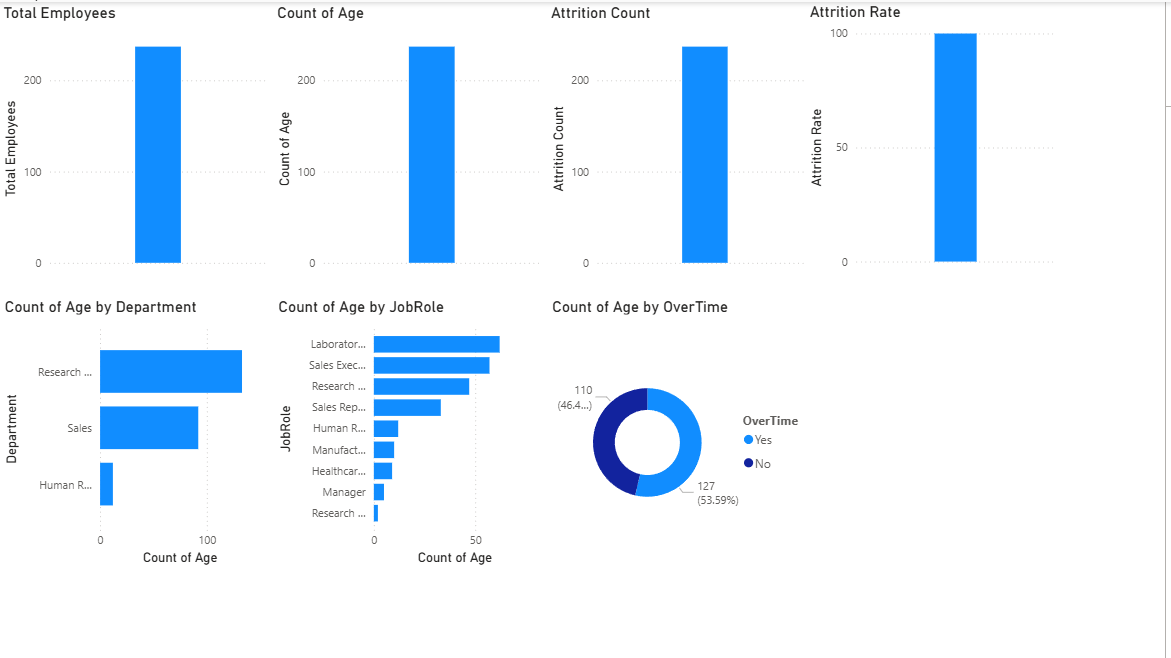 Total Employees
Total Employees
200
100
0
Count of Age
Count of Age
200
100
0
Attrition Count
Attrition Count
200
100
0
Attrition Rate
Attrition Rate
100
50
0
Count of Age by Department
Department
Research ...
Sales
Human R...
0
100
Count of Age
Count of Age by JobRole
JobRole
Laborator...
Sales Exec...
Research ...
Sales Rep...
Human R...
Manufact...
Healthcar...
Manager
Research ...
0
50
Count of Age
Count of Age by OverTime
110
(46.4...)
127
(53.59%)
OverTime
Yes
No